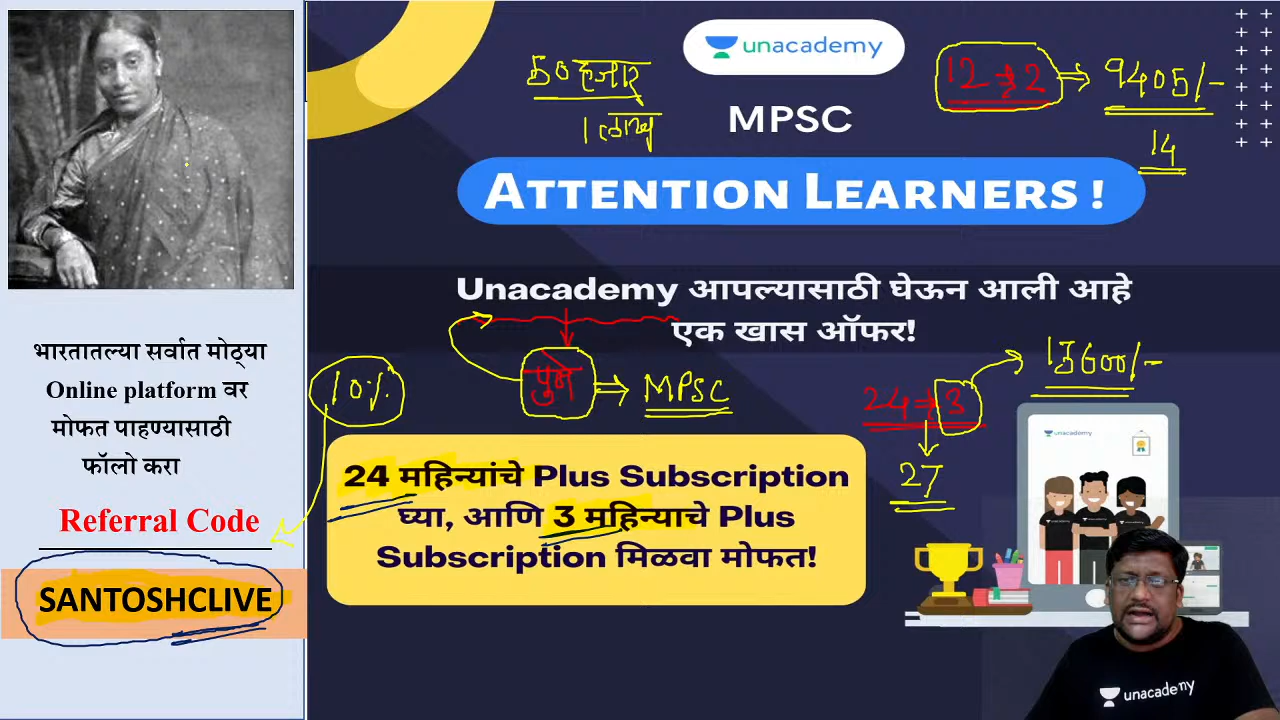 भारतातल्या सर्वात मोठ्या
Online platform वर
मोफत पाहण्यासाठी
फॉलो करा
Referral Code
SANTOSHCLIVE
unacademy
MPSC
ATTENTION LEARNERS !
Unacademy आपल्यासाठी घेऊन आली आहे
एक खास ऑफर!
24 महिन्यांचे Plus Subscription
घ्या, आणि 3 महिन्याचे Plus
Subscription मिळवा मोफत!
50 हजार
1 लाख
12 → 2 ⇒ 9405/-
14
10%
पुणे ⇒ MPSC
24 → 3
13600/-
27
unacademy
unacademy